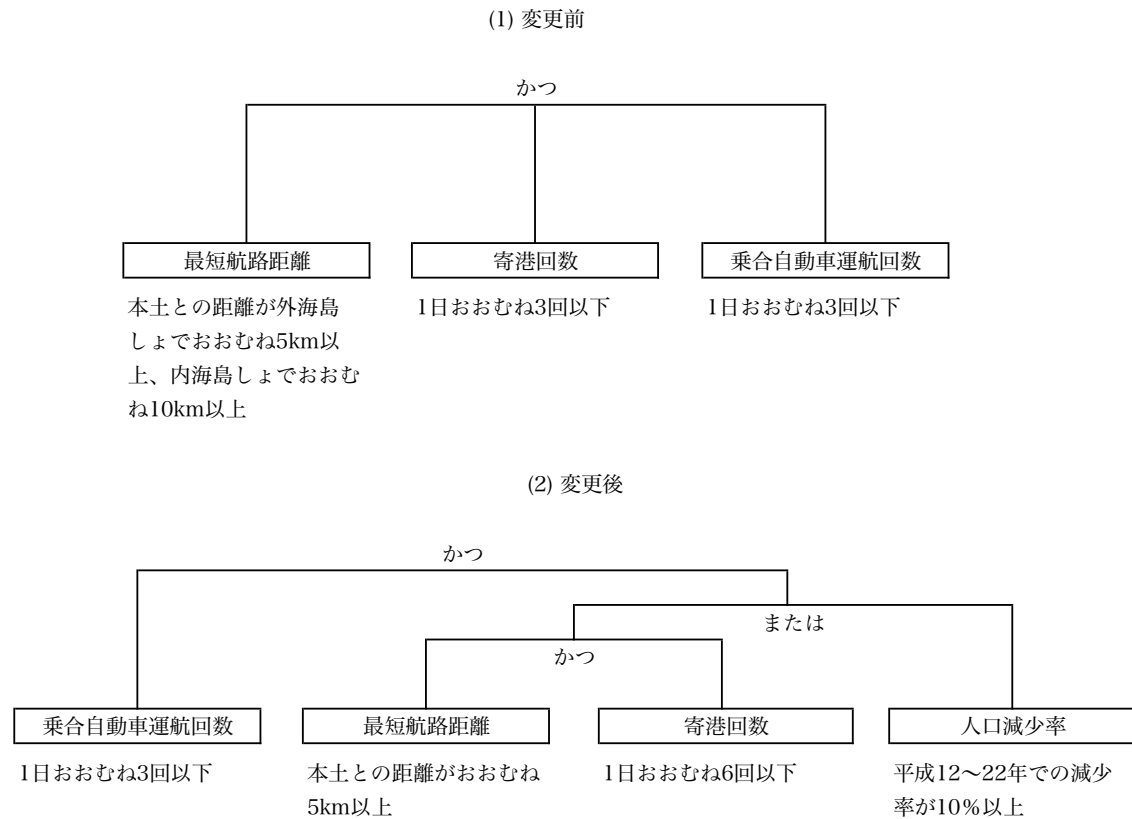 (1) 変更前
かつ
最短航路距離
寄港回数
乗合自動車運航回数
本土との距離が外海島
しょでおおむね5km以
上、内海島しょでおおむ
ね10km以上
1日おおむね3回以下
1日おおむね3回以下
(2) 変更後
かつ
または
かつ
乗合自動車運航回数
最短航路距離
寄港回数
人口減少率
1日おおむね3回以下
本土との距離がおおむね
5km以上
1日おおむね6回以下
平成12〜22年での減少
率が10%以上